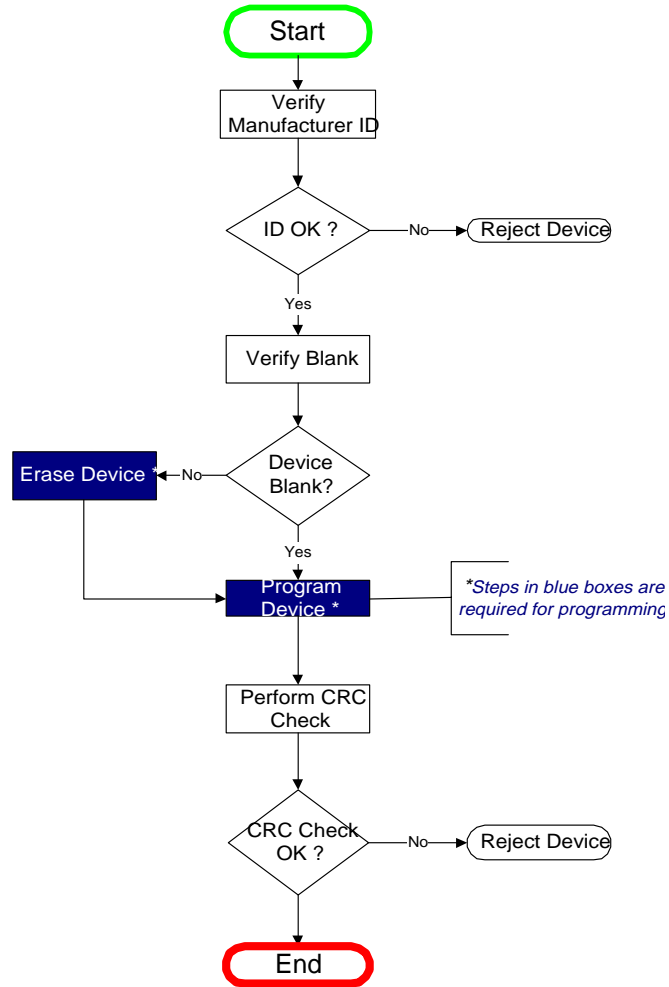 Start
Verify
Manufacturer ID
ID OK ?
No
Reject Device
Yes
Verify Blank
Device
Blank?
No
Erase Device *
Yes
Program
Device *
*Steps in blue boxes are
required for programming
Perform CRC
Check
CRC Check
OK ?
No
Reject Device
End